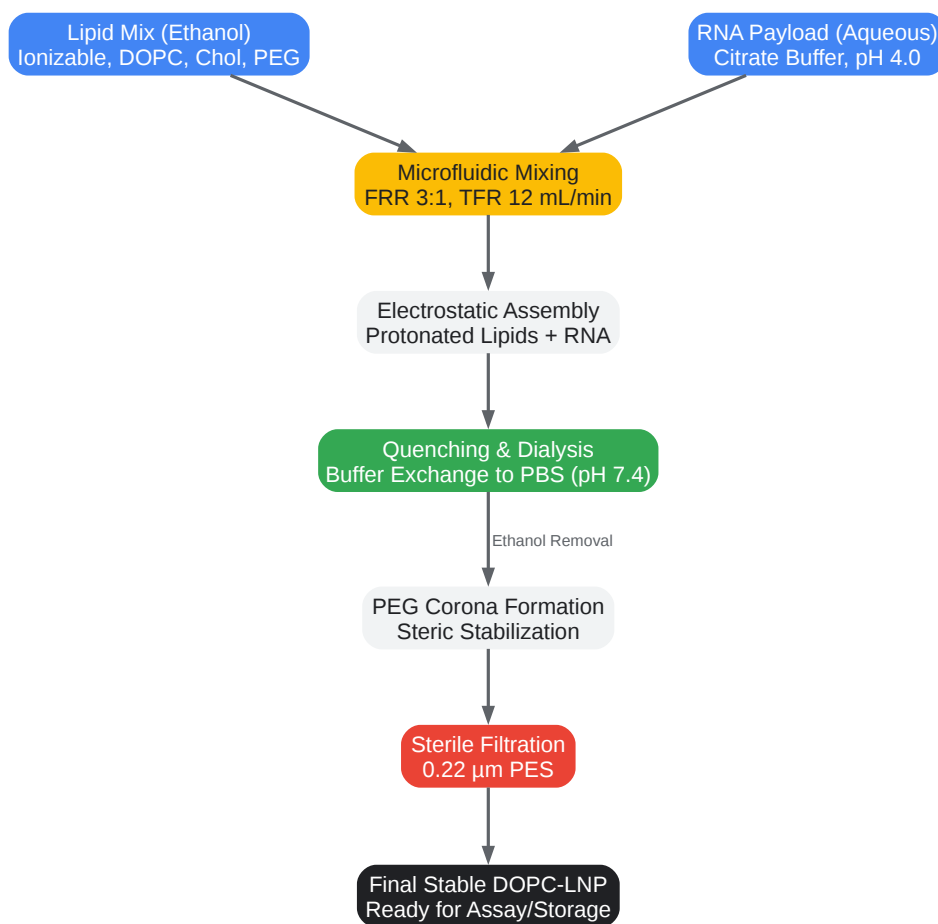 Lipid Mix (Ethanol)
Ionizable, DOPC, Chol, PEG
RNA Payload (Aqueous)
Citrate Buffer, pH 4.0
Microfluidic Mixing
FRR 3:1, TFR 12 mL/min
Electrostatic Assembly
Protonated Lipids + RNA
Quenching & Dialysis
Buffer Exchange to PBS (pH 7.4)
Ethanol Removal
PEG Corona Formation
Steric Stabilization
Sterile Filtration
0.22 µm PES
Final Stable DOPC-LNP
Ready for Assay/Storage